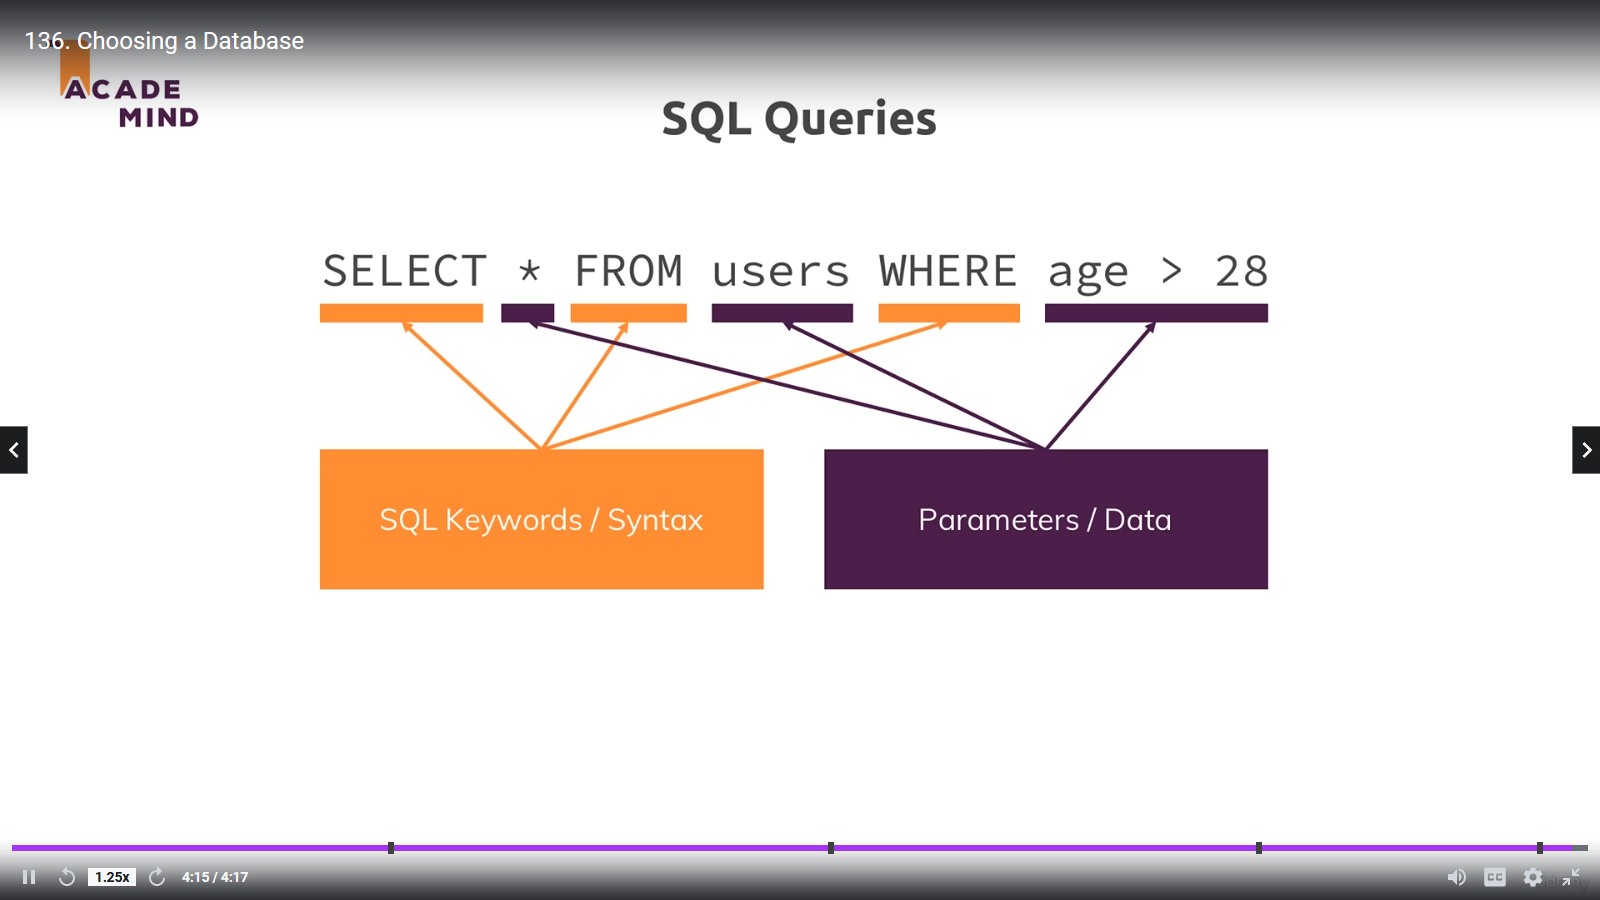 136. Choosing a Database
ACADE
MIND
SQL Queries
SELECT * FROM users WHERE age > 28
SQL Keywords / Syntax
Parameters / Data
1.25x
4:15 / 4:17
CC